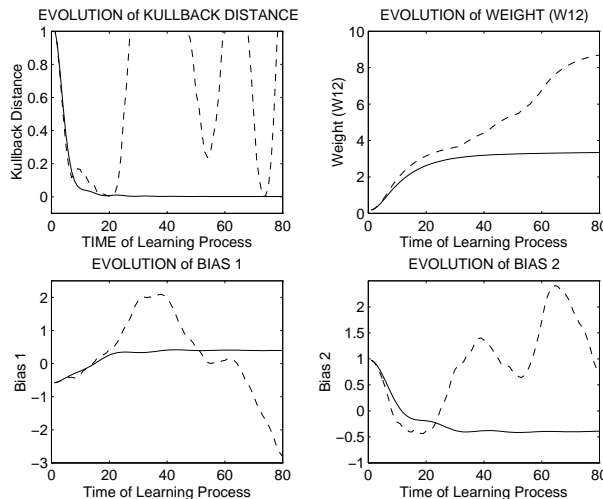 EVOLUTION of KULLBACK DISTANCE
1
0.8
0.6
0.4
0.2
0
Kullback Distance
0 20 40 60 80
TIME of Learning Process
EVOLUTION of WEIGHT (W12)
10
8
6
4
2
0
Weight (W12)
0 20 40 60 80
Time of Learning Process
EVOLUTION of BIAS 1
2
1
0
−1
−2
−3
Bias 1
0 20 40 60 80
Time of Learning Process
EVOLUTION of BIAS 2
2
1.5
1
0.5
0
−0.5
−1
Bias 2
0 20 40 60 80
Time of Learning Process